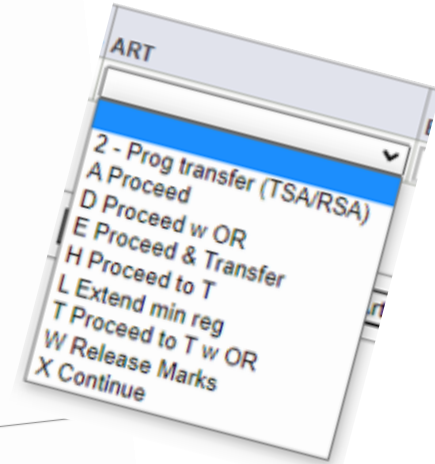 ART
2 - Prog transfer (TSA/RSA)
A Proceed
D Proceed w OR
E Proceed & Transfer
H Proceed to T
L Extend min reg
T Proceed to T w OR
W Release Marks
X Continue